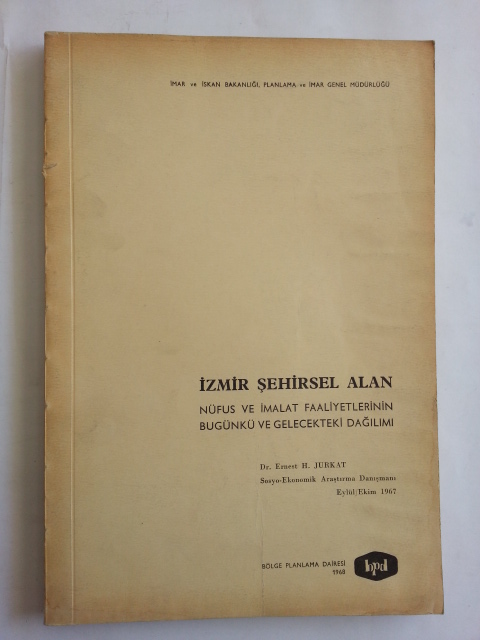 İMAR ve İSKAN BAKANLIĞI, PLANLAMA ve İMAR GENEL MÜDÜRLÜĞÜ
İZMİR ŞEHİRSEL ALAN
NÜFUS VE İMALAT FAALİYETLERİNİN
BUGÜNKÜ VE GELECEKTEKİ DAĞILIMI
Dr. Ernest H. JURKAT
Sosyo-Ekonomik Araştırma Danışmanı
Eylül/Ekim 1967
BÖLGE PLANLAMA DAİRESİ
1968
bpd